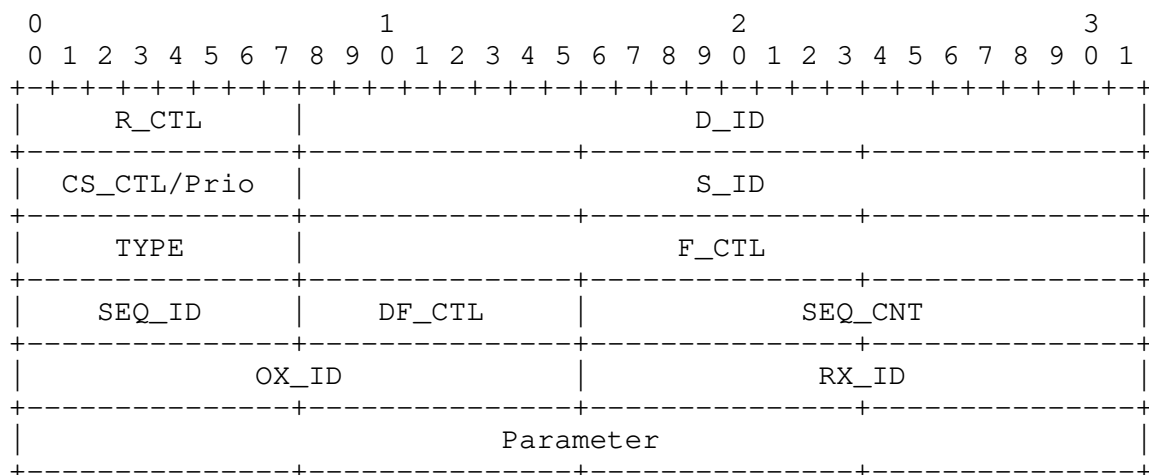 0                   1                   2                   3
0 1 2 3 4 5 6 7 8 9 0 1 2 3 4 5 6 7 8 9 0 1 2 3 4 5 6 7 8 9 0 1
+-+-+-+-+-+-+-+-+-+-+-+-+-+-+-+-+-+-+-+-+-+-+-+-+-+-+-+-+-+-+-+-+
|     R_CTL     |                      D_ID                     |
+---------------+---------------+---------------+---------------+
|  CS_CTL/Prio  |                      S_ID                     |
+---------------+---------------+---------------+---------------+
|     TYPE      |                     F_CTL                     |
+---------------+---------------+---------------+---------------+
|    SEQ_ID     |    DF_CTL     |            SEQ_CNT            |
+---------------+---------------+---------------+---------------+
|             OX_ID             |             RX_ID             |
+---------------+---------------+---------------+---------------+
|                           Parameter                           |
+---------------+---------------+---------------+---------------+